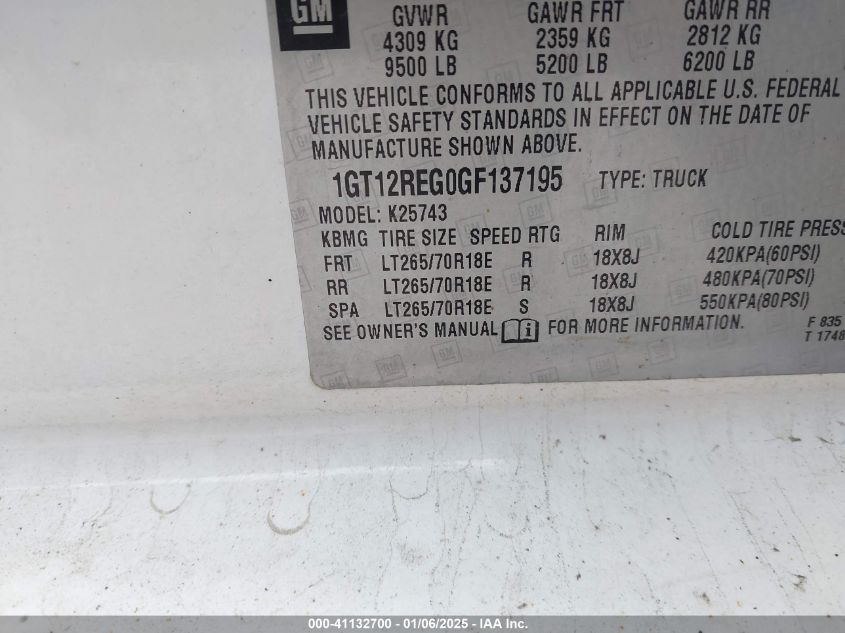 GM
GVWR GAWR FRT GAWR RR
4309 KG 2359 KG 2812 KG
9500 LB 5200 LB 6200 LB
THIS VEHICLE CONFORMS TO ALL APPLICABLE U.S. FEDERAL
VEHICLE SAFETY STANDARDS IN EFFECT ON THE DATE OF
MANUFACTURE SHOWN ABOVE.
1GT12REG0GF137195 TYPE: TRUCK
MODEL: K25743
KBMG TIRE SIZE SPEED RTG RIM COLD TIRE PRESS
FRT LT265/70R18E R 18X8J 420KPA(60PSI)
RR LT265/70R18E R 18X8J 480KPA(70PSI)
SPA LT265/70R18E S 18X8J 550KPA(80PSI)
SEE OWNER'S MANUAL i FOR MORE INFORMATION.
F 835
T 1748
000-41132700 - 01/06/2025 - IAA Inc.